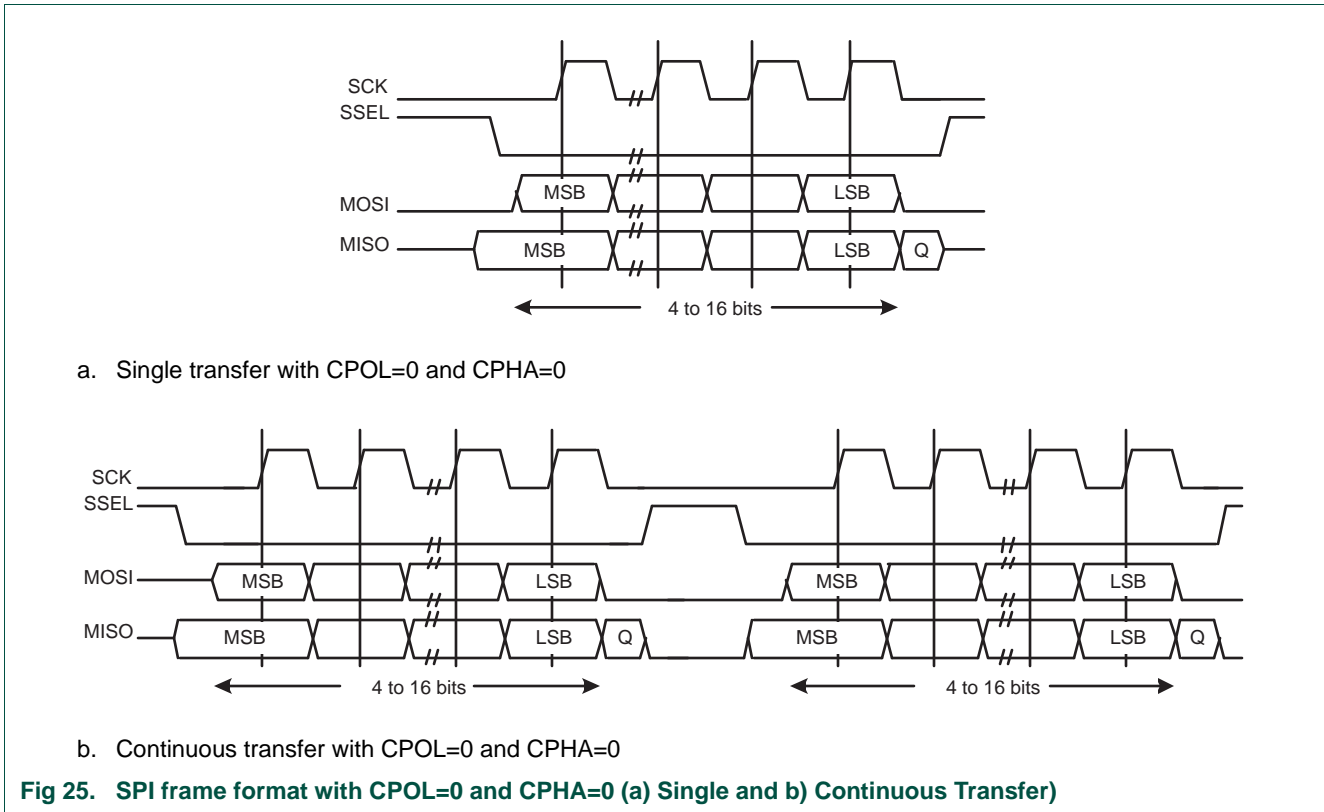 SCK
SSEL
MSB LSB
MOSI
MISO
MSB LSB Q
4 to 16 bits
a. Single transfer with CPOL=0 and CPHA=0
SCK
SSEL
MOSI MSB LSB MSB LSB
MISO MSB LSB Q MSB LSB Q
4 to 16 bits 4 to 16 bits
b. Continuous transfer with CPOL=0 and CPHA=0
Fig 25. SPI frame format with CPOL=0 and CPHA=0 (a) Single and b) Continuous Transfer)